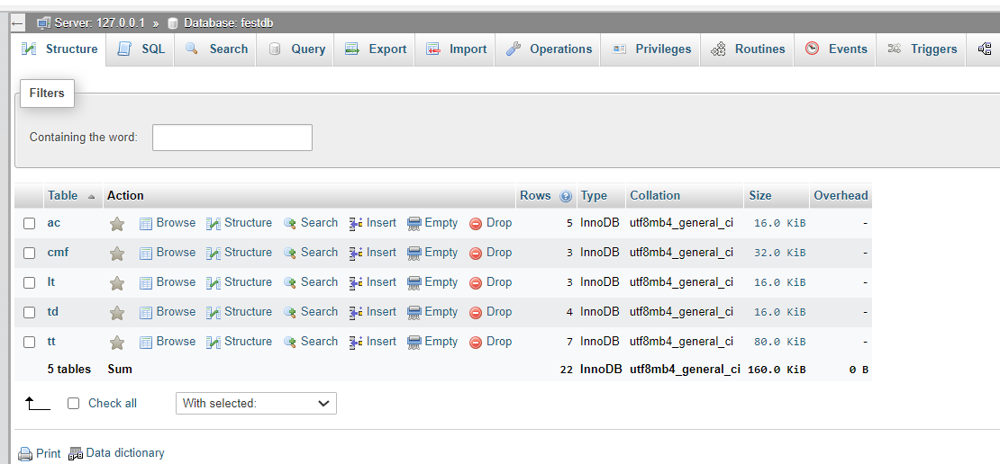 Server: 127.0.0.1 » Database: festdb
Structure SQL Search Query Export Import Operations Privileges Routines Events Triggers
Filters
Containing the word:
Table Action Rows Type Collation Size Overhead
ac Browse Structure Search Insert Empty Drop 5 InnoDB utf8mb4_general_ci 16.0 KiB -
cmf Browse Structure Search Insert Empty Drop 3 InnoDB utf8mb4_general_ci 32.0 KiB -
lt Browse Structure Search Insert Empty Drop 3 InnoDB utf8mb4_general_ci 16.0 KiB -
td Browse Structure Search Insert Empty Drop 4 InnoDB utf8mb4_general_ci 16.0 KiB -
tt Browse Structure Search Insert Empty Drop 7 InnoDB utf8mb4_general_ci 80.0 KiB -
5 tables Sum 22 InnoDB utf8mb4_general_ci 160.0 KiB 0 B
Check all With selected:
Print Data dictionary